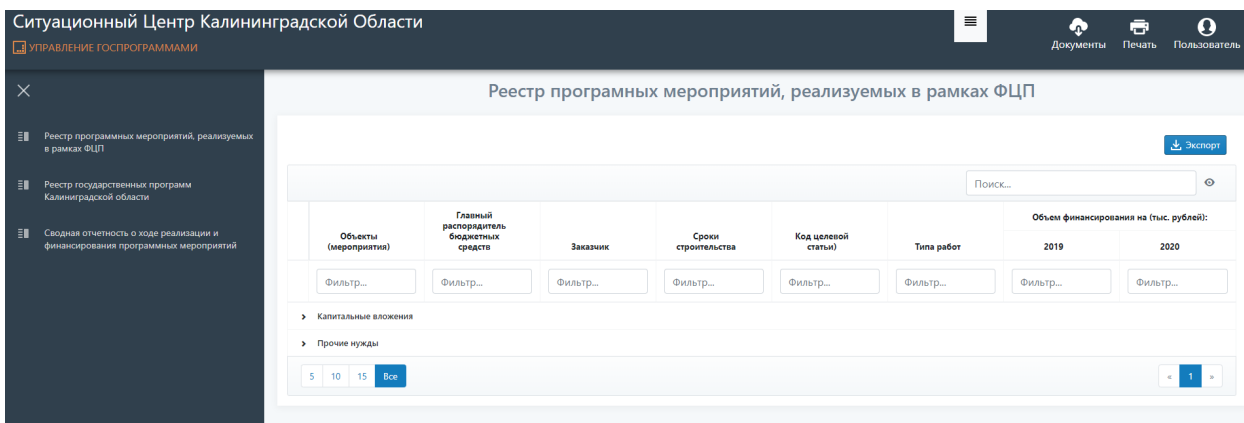 Ситуационный Центр Калининградской Области
УПРАВЛЕНИЕ ГОСПРОГРАММАМИ
Документы
Печать
Пользователь
Реестр программных мероприятий, реализуемых
в рамках ФЦП
Реестр государственных программ
Калиниградской области
Сводная отчетность о ходе реализации и
финансирования программных мероприятий
Реестр програмных мероприятий, реализуемых в рамках ФЦП
Экспорт
Поиск...
Объекты
(мероприятия)
Главный
распорядитель
бюджетных
средств
Заказчик
Сроки
строительства
Код целевой
статьи)
Типа работ
Объем финансирования на (тыс. рублей):
2019
2020
Фильтр... Фильтр... Фильтр... Фильтр... Фильтр... Фильтр... Фильтр... Фильтр...
Капитальные вложения
Прочие нужды
5 10 15 Все
« 1 »